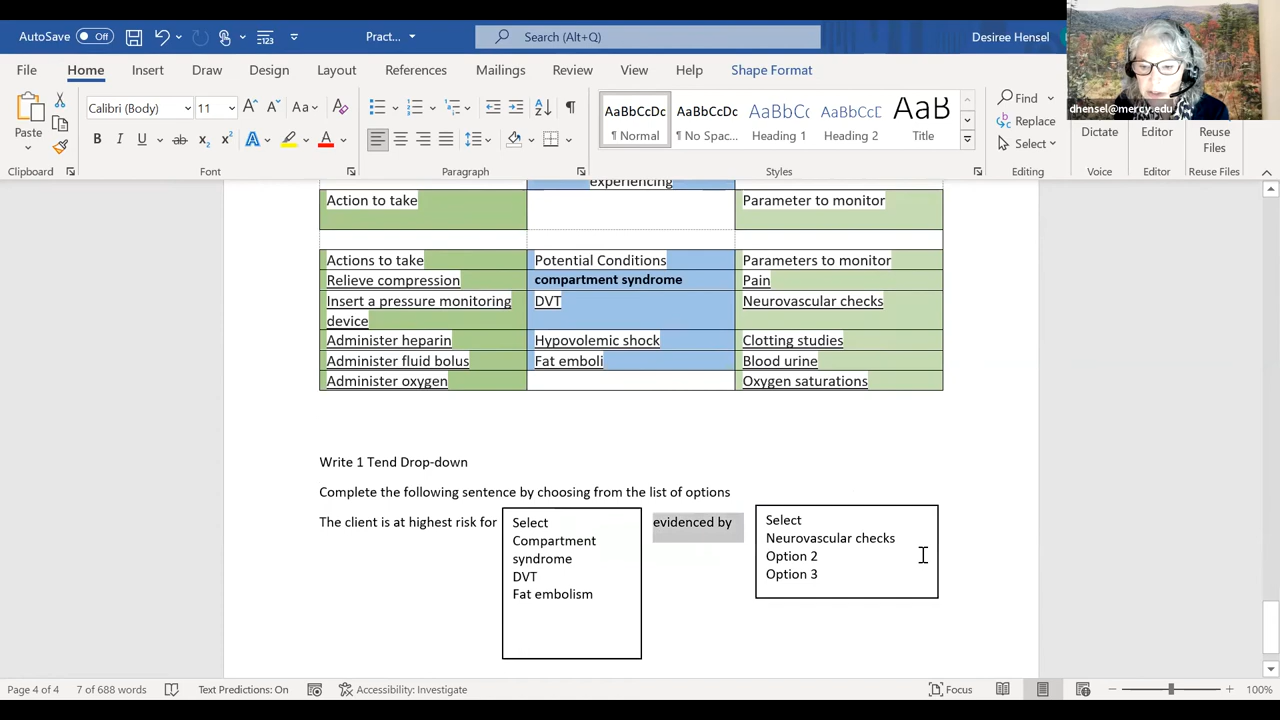 AutoSave Off Pract... Search (Alt+Q) Desiree Hensel
File Home Insert Draw Design Layout References Mailings Review View Help Shape Format
dhensel@mercy.edu
Paste
Calibri (Body) 11
AaBbCcDc AaBbCcDc AaBbCc AaBbCcD AaB
¶ Normal ¶ No Spac... Heading 1 Heading 2 Title
Find
Replace
Select
Dictate
Editor
Reuse
Files
Clipboard Font Paragraph Styles Editing Voice Editor Reuse Files
experiencing
Action to take Parameter to monitor
Actions to take Potential Conditions Parameters to monitor
Relieve compression compartment syndrome Pain
Insert a pressure monitoring DVT Neurovascular checks
device
Administer heparin Hypovolemic shock Clotting studies
Administer fluid bolus Fat emboli Blood urine
Administer oxygen Oxygen saturations
Write 1 Tend Drop-down
Complete the following sentence by choosing from the list of options
The client is at highest risk for
Select
Compartment
syndrome
DVT
Fat embolism
evidenced by
Select
Neurovascular checks
Option 2
Option 3
Page 4 of 4 7 of 688 words Text Predictions: On Accessibility: Investigate Focus 100%